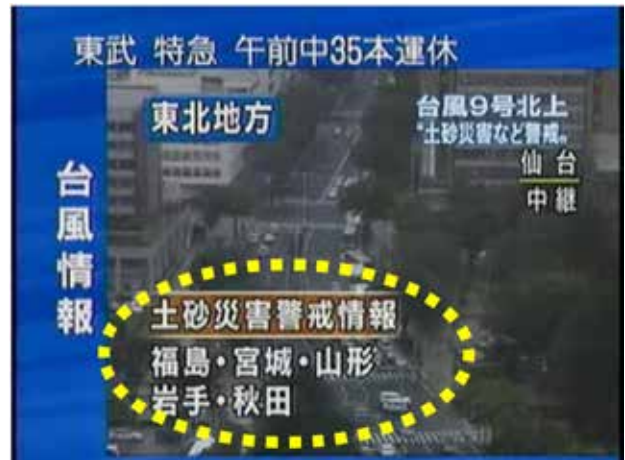 東武 特急 午前中35本運休
台風情報
東北地方
台風9号北上
“土砂災害など警戒。
仙台
中継
土砂災害警戒情報
福島・宮城・山形
岩手・秋田